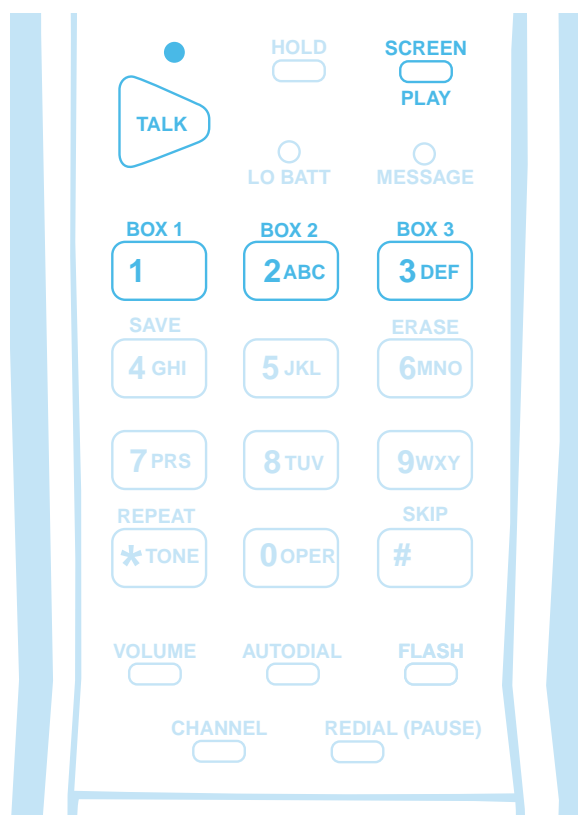 HOLD SCREEN
PLAY
TALK
LO BATT MESSAGE
BOX 1 BOX 2 BOX 3
1 2 ABC 3 DEF
SAVE ERASE
4 GHI 5 JKL 6 MNO
7 PRS 8 TUV 9 WXY
REPEAT SKIP
* TONE 0 OPER #
VOLUME AUTODIAL FLASH
CHANNEL REDIAL (PAUSE)